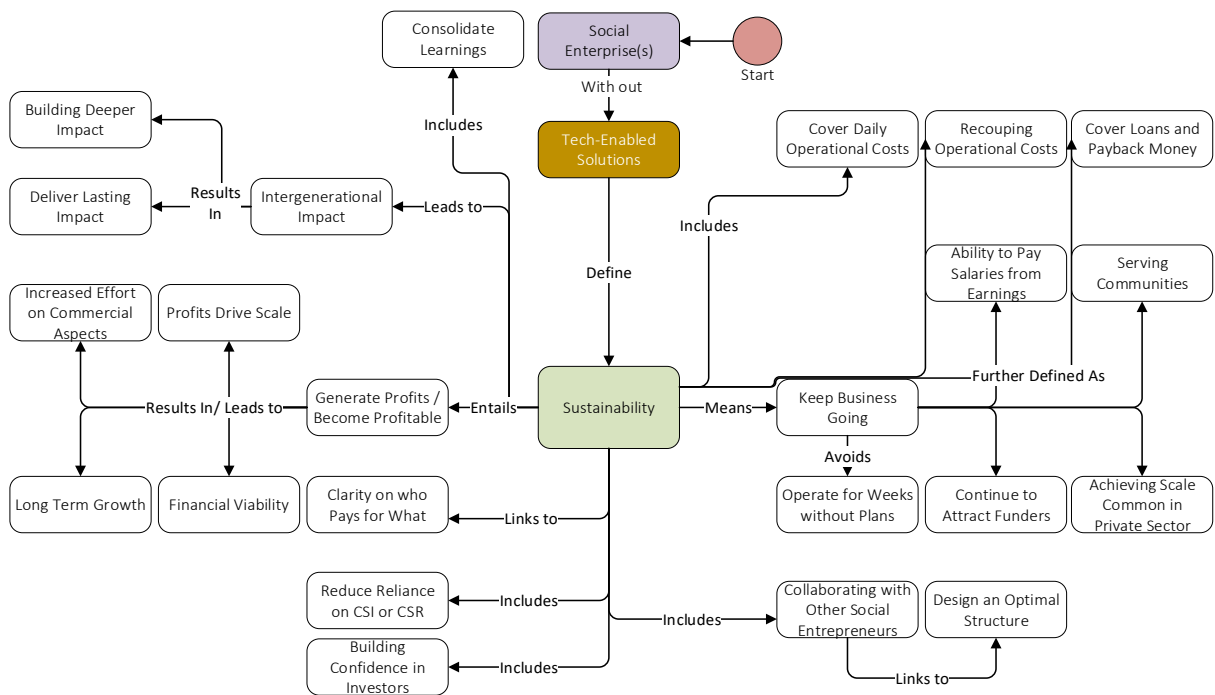 Consolidate
Learnings
Social
Enterprise(s)
Start
With out
Building Deeper
Impact
Includes
Tech-Enabled
Solutions
Cover Daily
Operational Costs
Recouping
Operational Costs
Cover Loans and
Payback Money
Deliver Lasting
Impact
Results
In
Intergenerational
Impact
Leads to
Includes
Define
Ability to Pay
Salaries from
Earnings
Serving
Communities
Increased Effort
on Commercial
Aspects
Profits Drive Scale
Further Defined As
Results In/ Leads to
Generate Profits /
Become Profitable
Entails
Sustainability
Means
Keep Business
Going
Avoids
Long Term Growth
Financial Viability
Clarity on who
Pays for What
Links to
Operate for Weeks
without Plans
Continue to
Attract Funders
Achieving Scale
Common in
Private Sector
Reduce Reliance
on CSI or CSR
Includes
Includes
Collaborating with
Other Social
Entrepreneurs
Design an Optimal
Structure
Building
Confidence in
Investors
Includes
Links to